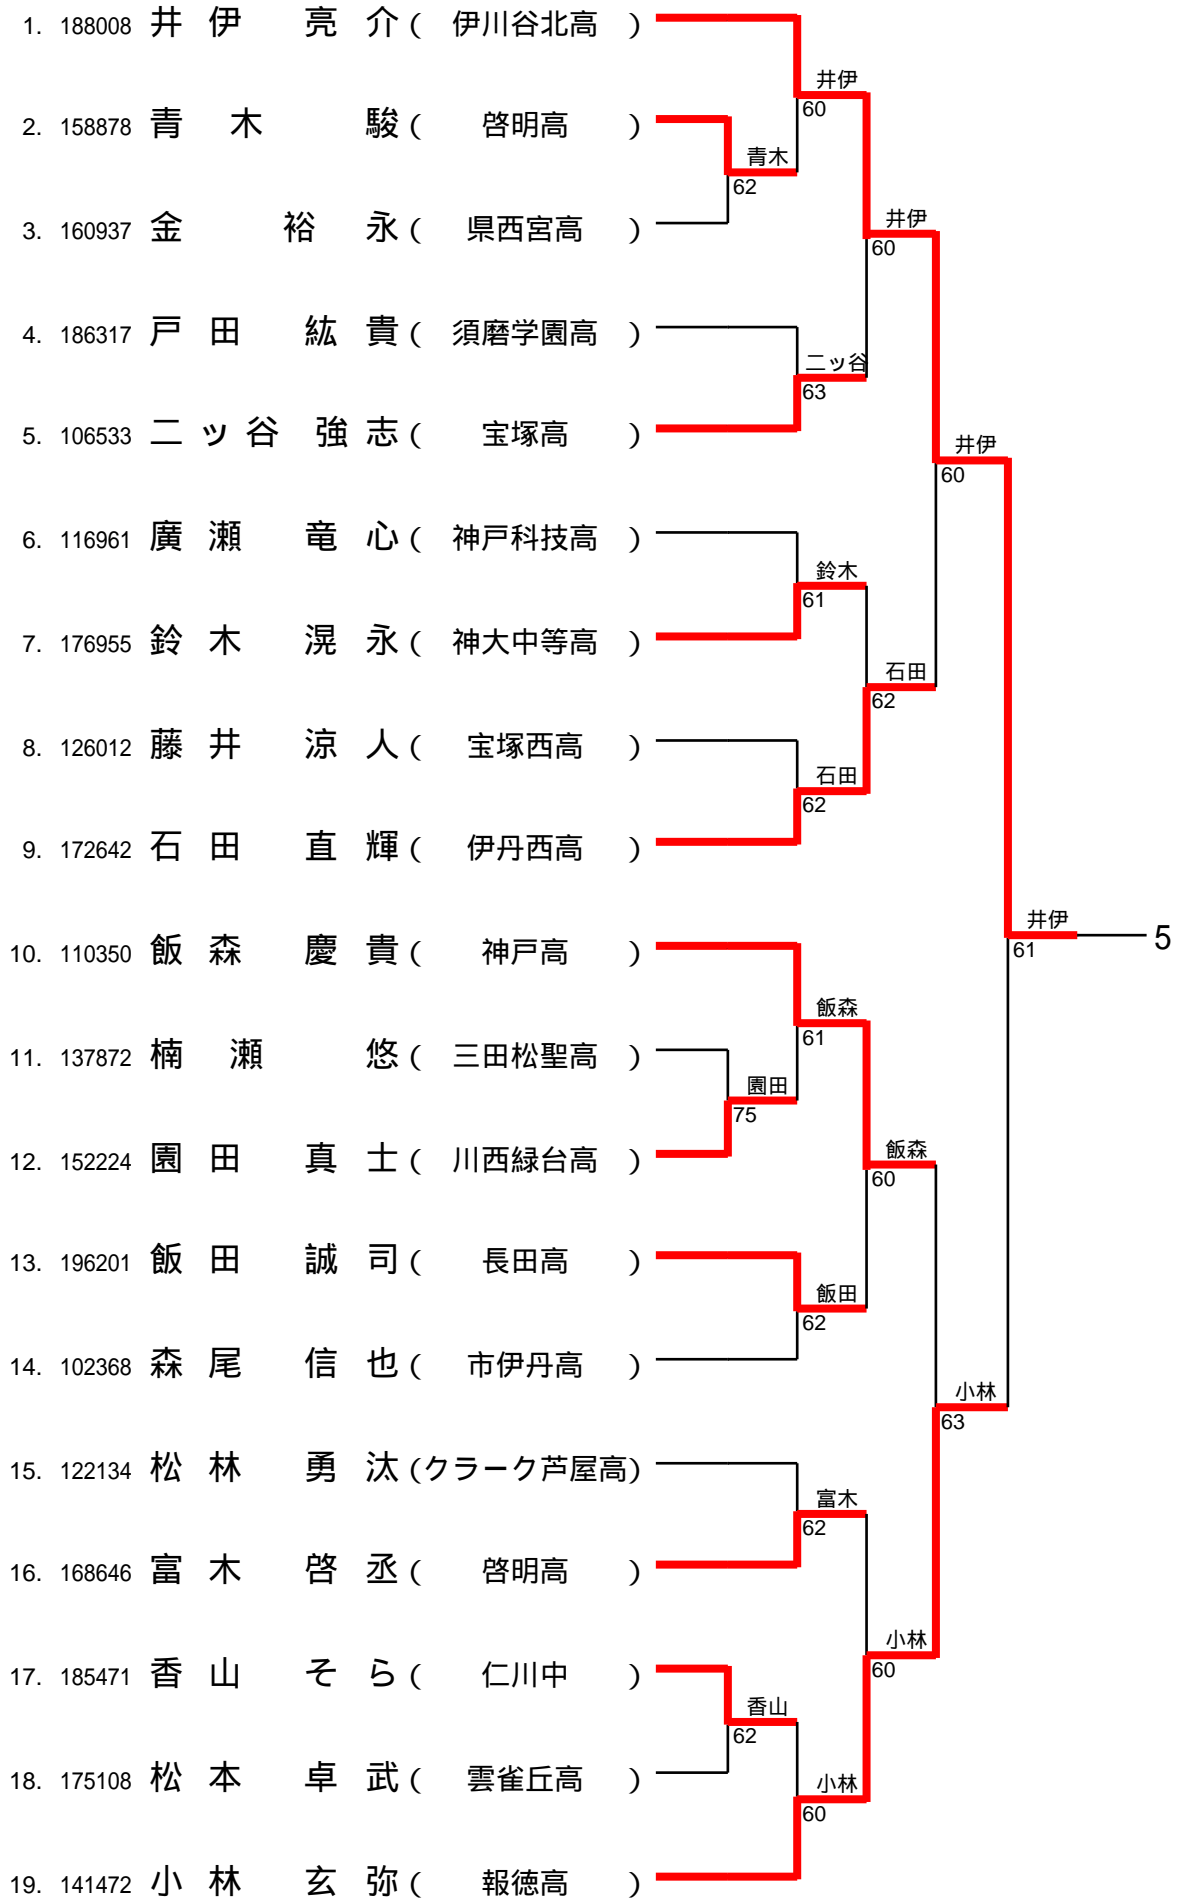 1. 188008 井伊 亮介 ( 伊川谷北高 )
井伊
60
2. 158878 青木 駿 ( 啓明高 )
青木
62
3. 160937 金 裕永 ( 県西宮高 )
井伊
60
4. 186317 戸田 紘貴 ( 須磨学園高 )
二ッ谷
63
5. 106533 二ッ谷 強志 ( 宝塚高 )
井伊
60
6. 116961 廣瀬 竜心 ( 神戸科技高 )
鈴木
61
7. 176955 鈴木 滉永 ( 神大中等高 )
石田
62
8. 126012 藤井 涼人 ( 宝塚西高 )
石田
62
9. 172642 石田 直輝 ( 伊丹西高 )
井伊
61
5
10. 110350 飯森 慶貴 ( 神戸高 )
飯森
61
11. 137872 楠瀬 悠 ( 三田松聖高 )
園田
75
12. 152224 園田 真士 ( 川西緑台高 )
飯森
60
13. 196201 飯田 誠司 ( 長田高 )
飯田
62
14. 102368 森尾 信也 ( 市伊丹高 )
小林
63
15. 122134 松林 勇汰 (クラーク芦屋高)
富木
62
16. 168646 富木 啓丞 ( 啓明高 )
小林
60
17. 185471 香山 そら ( 仁川中 )
香山
62
18. 175108 松本 卓武 ( 雲雀丘高 )
小林
60
19. 141472 小林 玄弥 ( 報徳高 )